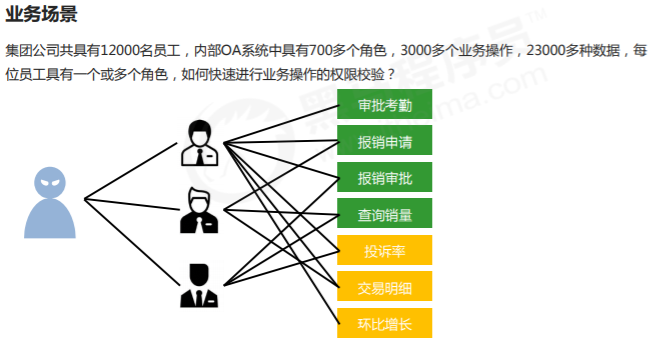 业务场景
集团公司共具有12000名员工，内部OA系统中具有700多个角色，3000多个业务操作，23000多种数据，每
位员工具有一个或多个角色，如何快速进行业务操作的权限校验？
审批考勤
报销申请
报销审批
查询销量
投诉率
交易明细
环比增长